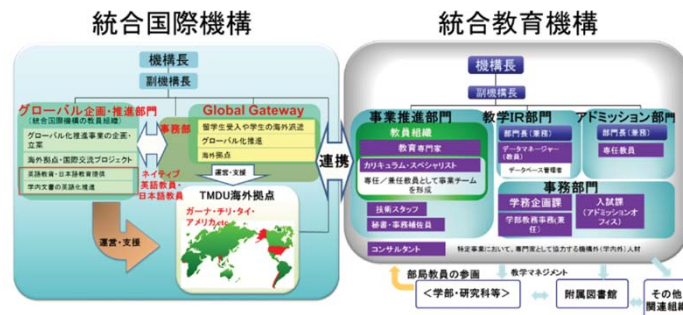 統合国際機構
統合教育機構
機構長
副機構長
グローバル企画・推進部門
(統合国際機構の教員組織)
グローバル化推進事業の企画・
立案
海外拠点・国際交流プロジェクト
英語教育・日本語教育提供
学内文書の英語化推進
事務部
Global Gateway
留学生受入や学生の海外派遣
グローバル化推進
海外拠点
ネイティブ
英語教員・
日本語教員
運営・支援
運営・支援
TMDU海外拠点
ガーナ・チリ・タイ・
アメリカ,etc
連携
機構長
副機構長
事業推進部門
教員組織
教育専門家
カリキュラム・スペシャリスト
専任/兼任教員として事業チーム
を形成
技術スタッフ
秘書・事務補佐員
コンサルタント
特定事業において、専門家として協力する機構外(学内外)人材
教学IR部門
部門長(兼務)
データマネージャー
(教員)
データベース管理者
アドミッション部門
部門長(兼務)
専任教員
事務部門
学務企画課
学部教務事務(兼
任)
入試課
(アドミッションオ
フィス)
部局教員の参画
教学マネジメント
<学部・研究科等>
附属図書館
その他
関連組織